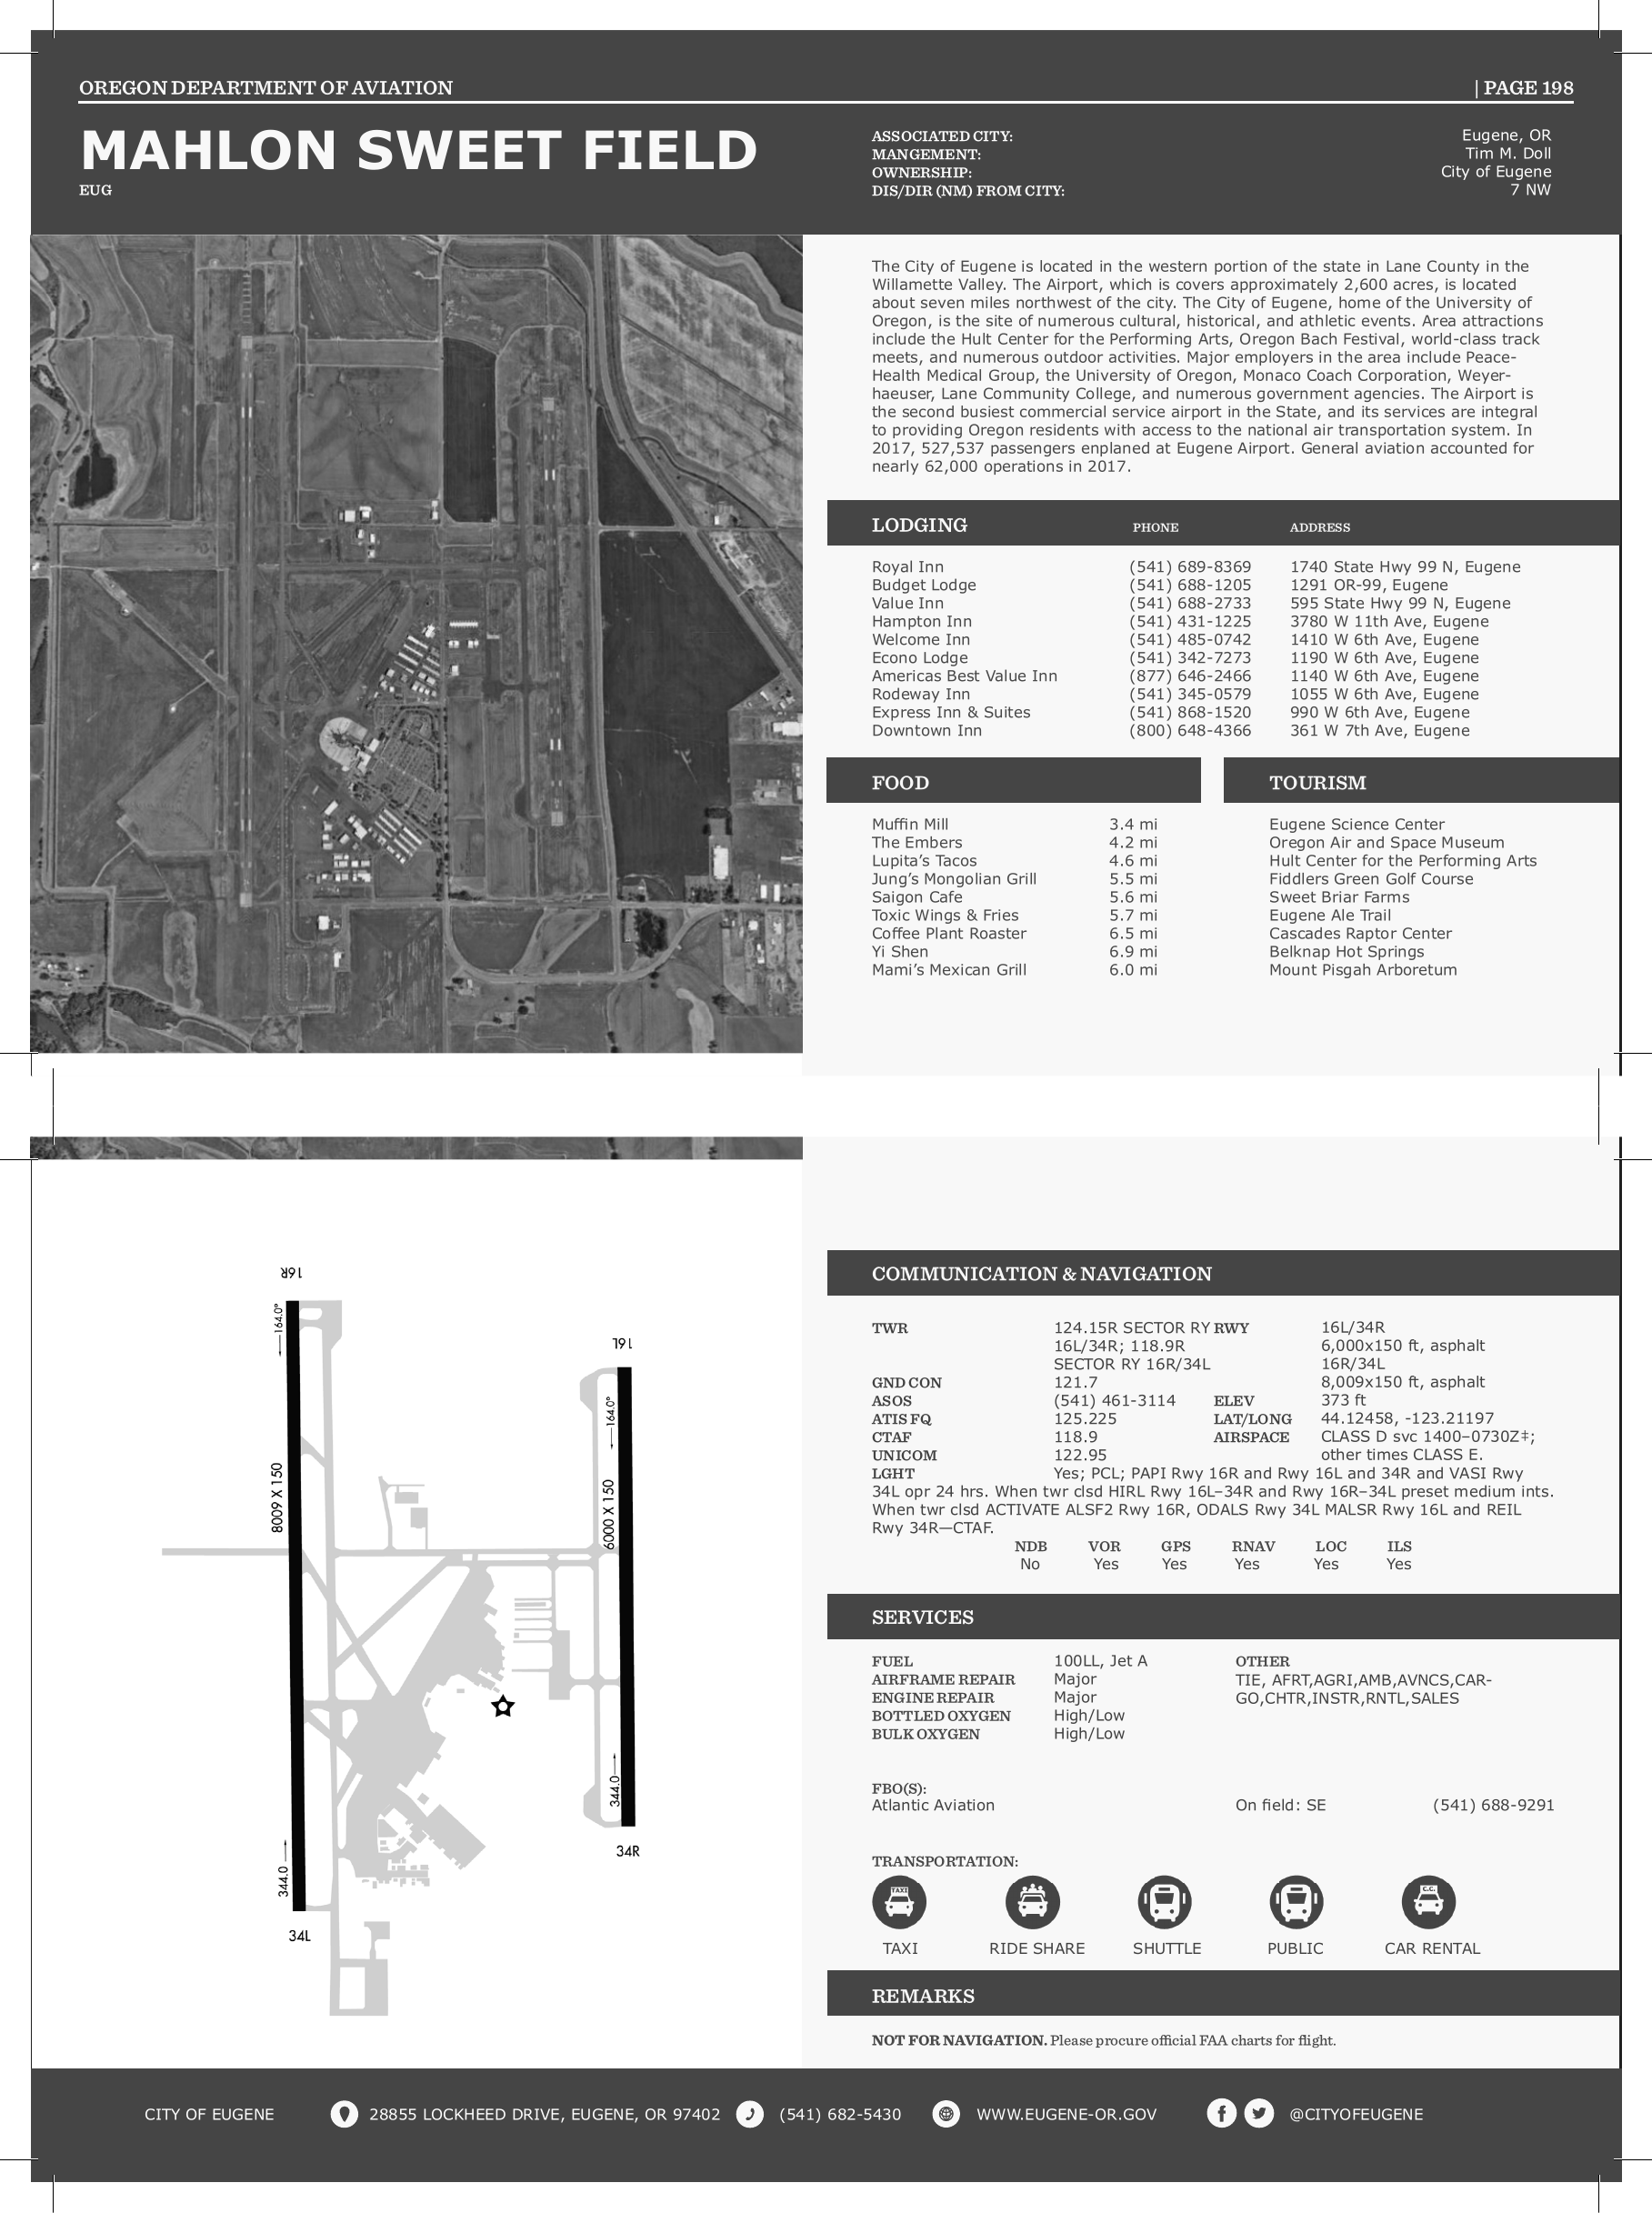 OREGON DEPARTMENT OF AVIATION
| PAGE 198
MAHLON SWEET FIELD
EUG
ASSOCIATED CITY: Eugene, OR
MANGEMENT: Tim M. Doll
OWNERSHIP: City of Eugene
DIS/DIR (NM) FROM CITY: 7 NW
The City of Eugene is located in the western portion of the state in Lane County in the
Willamette Valley. The Airport, which is covers approximately 2,600 acres, is located
about seven miles northwest of the city. The City of Eugene, home of the University of
Oregon, is the site of numerous cultural, historical, and athletic events. Area attractions
include the Hult Center for the Performing Arts, Oregon Bach Festival, world-class track
meets, and numerous outdoor activities. Major employers in the area include Peace-
Health Medical Group, the University of Oregon, Monaco Coach Corporation, Weyer-
haeuser, Lane Community College, and numerous government agencies. The Airport is
the second busiest commercial service airport in the State, and its services are integral
to providing Oregon residents with access to the national air transportation system. In
2017, 527,537 passengers enplaned at Eugene Airport. General aviation accounted for
nearly 62,000 operations in 2017.
LODGING PHONE ADDRESS
Royal Inn (541) 689-8369 1740 State Hwy 99 N, Eugene
Budget Lodge (541) 688-1205 1291 OR-99, Eugene
Value Inn (541) 688-2733 595 State Hwy 99 N, Eugene
Hampton Inn (541) 431-1225 3780 W 11th Ave, Eugene
Welcome Inn (541) 485-0742 1410 W 6th Ave, Eugene
Econo Lodge (541) 342-7273 1190 W 6th Ave, Eugene
Americas Best Value Inn (877) 646-2466 1140 W 6th Ave, Eugene
Rodeway Inn (541) 345-0579 1055 W 6th Ave, Eugene
Express Inn & Suites (541) 868-1520 990 W 6th Ave, Eugene
Downtown Inn (800) 648-4366 361 W 7th Ave, Eugene
FOOD
Muffin Mill 3.4 mi
The Embers 4.2 mi
Lupita's Tacos 4.6 mi
Jung's Mongolian Grill 5.5 mi
Saigon Cafe 5.6 mi
Toxic Wings & Fries 5.7 mi
Coffee Plant Roaster 6.5 mi
Yi Shen 6.9 mi
Mami's Mexican Grill 6.0 mi
TOURISM
Eugene Science Center
Oregon Air and Space Museum
Hult Center for the Performing Arts
Fiddlers Green Golf Course
Sweet Briar Farms
Eugene Ale Trail
Cascades Raptor Center
Belknap Hot Springs
Mount Pisgah Arboretum
16R
164.0°
8009 X 150
344.0
34L
16L
164.0°
6000 X 150
344.0
34R
COMMUNICATION & NAVIGATION
TWR 124.15R SECTOR RY
16L/34R; 118.9R
SECTOR RY 16R/34L
GND CON 121.7
ASOS (541) 461-3114
ATIS FQ 125.225
CTAF 118.9
UNICOM 122.95
RWY 16L/34R
6,000x150 ft, asphalt
16R/34L
8,009x150 ft, asphalt
ELEV 373 ft
LAT/LONG 44.12458, -123.21197
AIRSPACE CLASS D svc 1400–0730Z‡;
other times CLASS E.
LGHT Yes; PCL; PAPI Rwy 16R and Rwy 16L and 34R and VASI Rwy
34L opr 24 hrs. When twr clsd HIRL Rwy 16L–34R and Rwy 16R–34L preset medium ints.
When twr clsd ACTIVATE ALSF2 Rwy 16R, ODALS Rwy 34L MALSR Rwy 16L and REIL
Rwy 34R—CTAF.
NDB VOR GPS RNAV LOC ILS
No Yes Yes Yes Yes Yes
SERVICES
FUEL 100LL, Jet A
AIRFRAME REPAIR Major
ENGINE REPAIR Major
BOTTLED OXYGEN High/Low
BULK OXYGEN High/Low
OTHER
TIE, AFRT,AGRI,AMB,AVNCS,CAR-
GO,CHTR,INSTR,RNTL,SALES
FBO(S):
Atlantic Aviation On field: SE (541) 688-9291
TRANSPORTATION:
TAXI
C.C.
TAXI RIDE SHARE SHUTTLE PUBLIC CAR RENTAL
REMARKS
NOT FOR NAVIGATION. Please procure official FAA charts for flight.
CITY OF EUGENE 28855 LOCKHEED DRIVE, EUGENE, OR 97402 (541) 682-5430 WWW.EUGENE-OR.GOV @CITYOFEUGENE